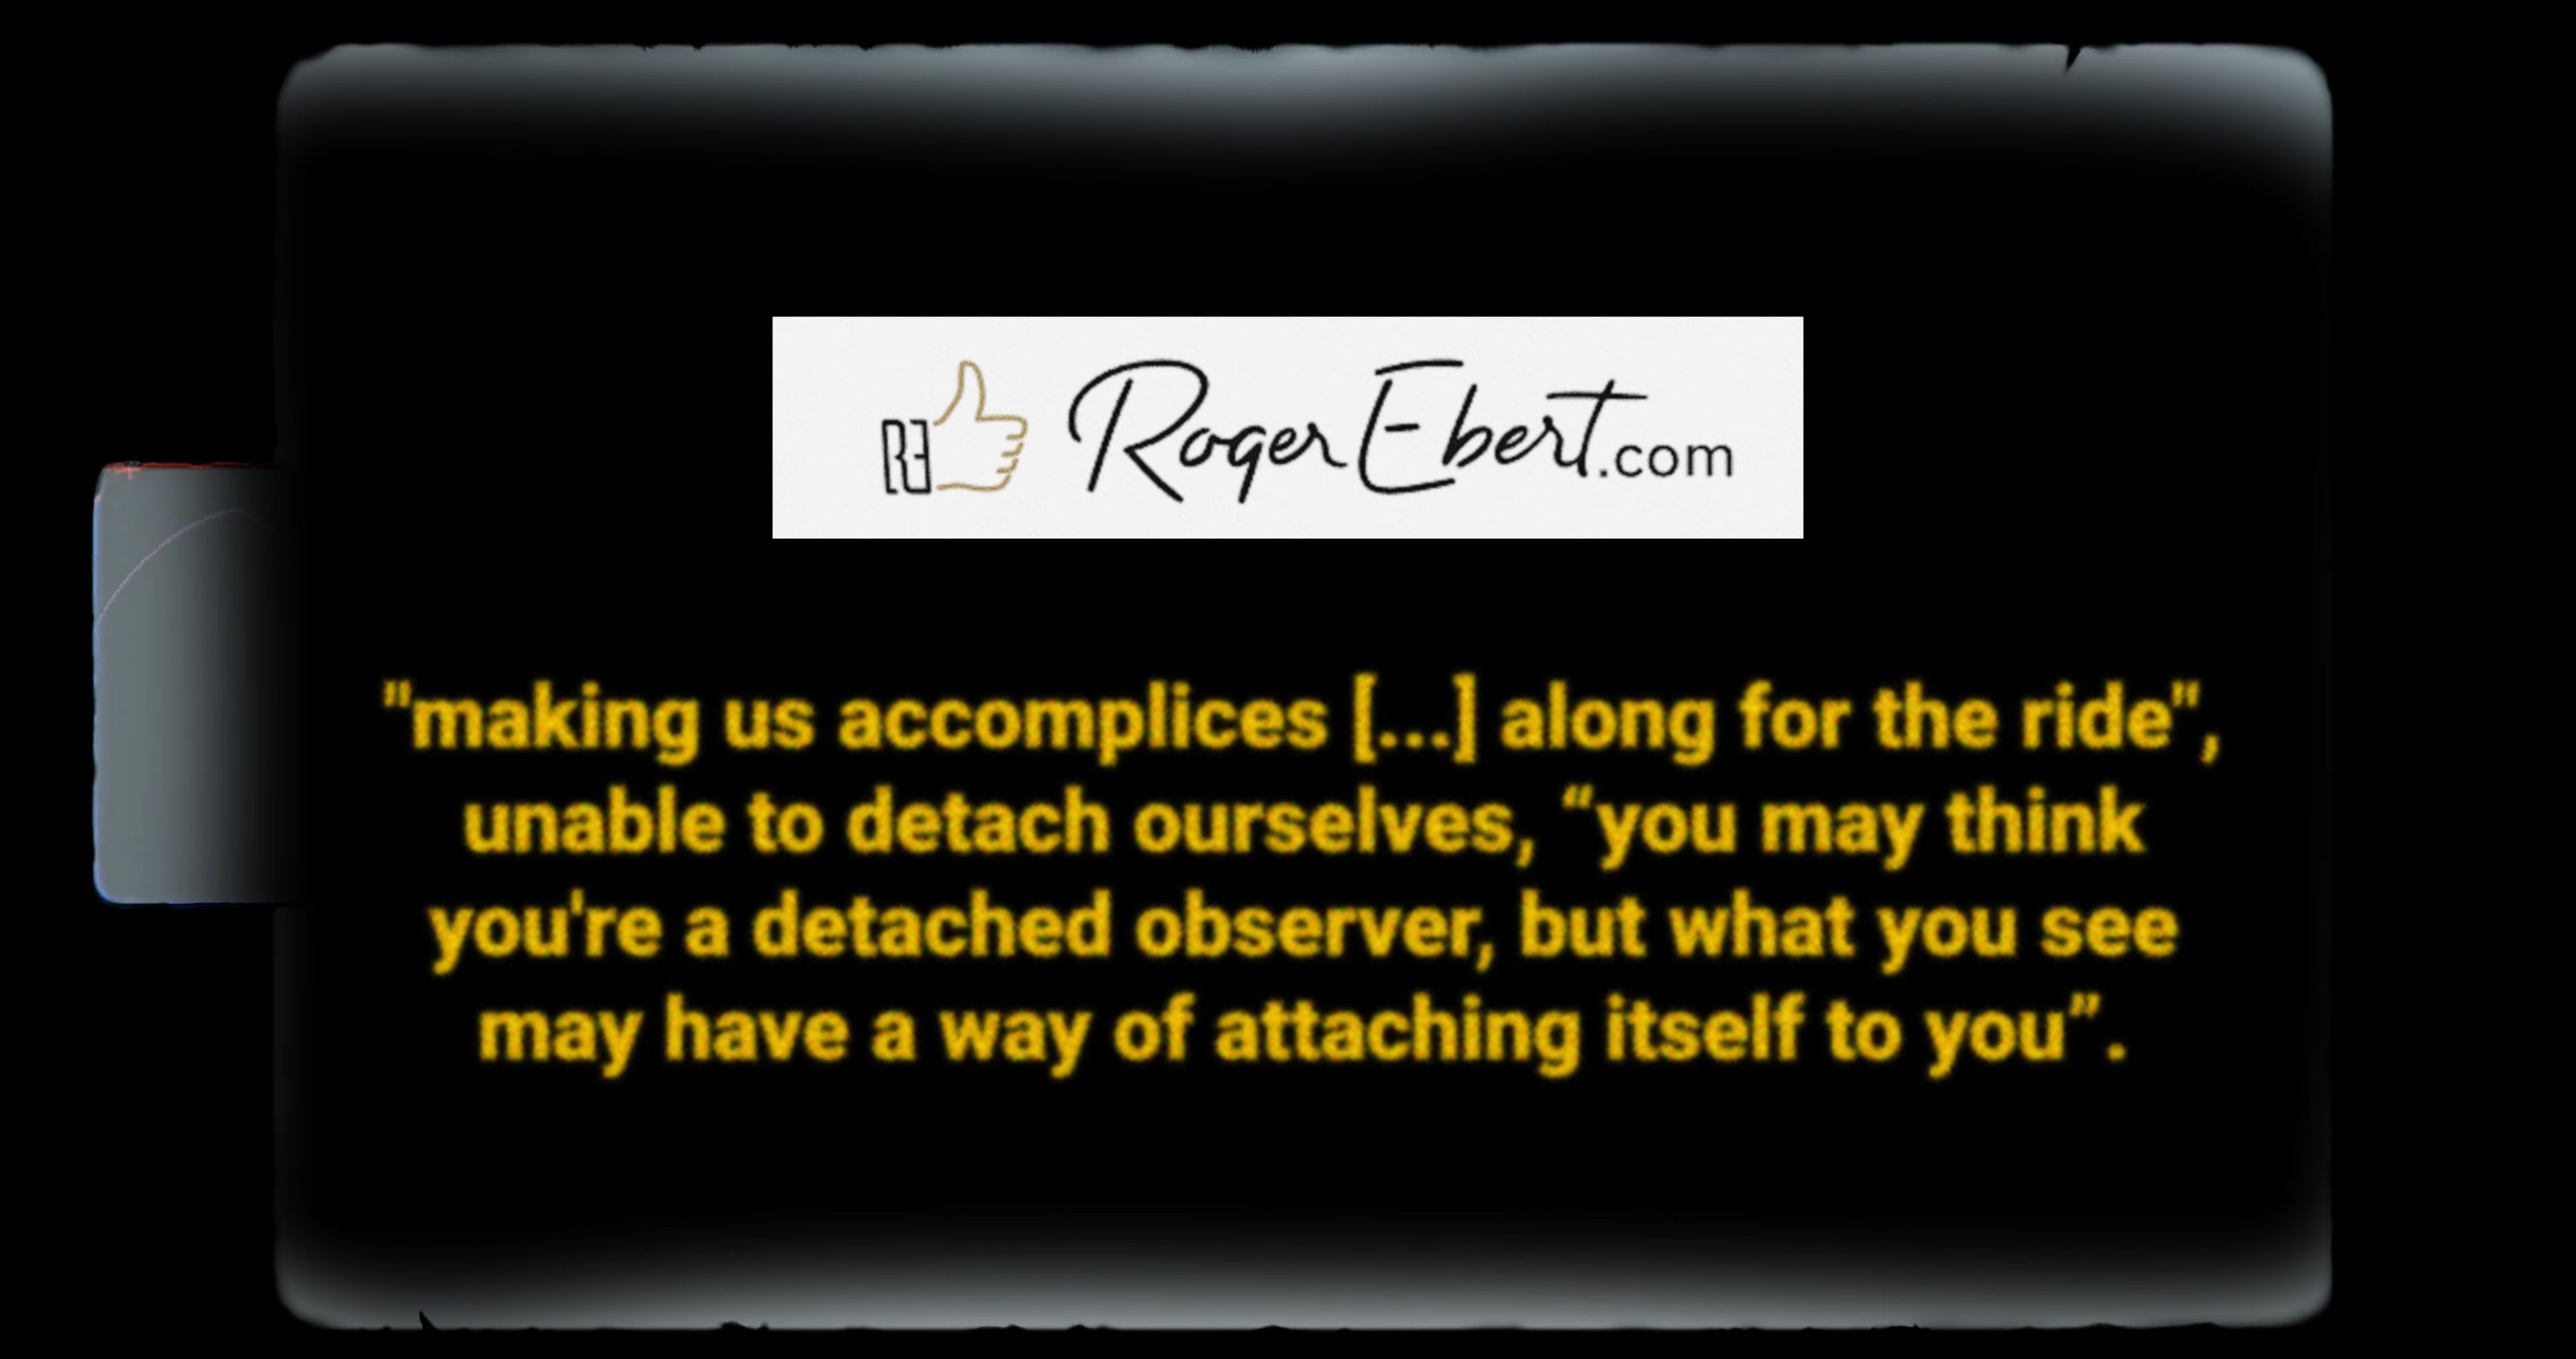 RE RogerEbert.com
"making us accomplices [...] along for the ride",
unable to detach ourselves, “you may think
you're a detached observer, but what you see
may have a way of attaching itself to you”.